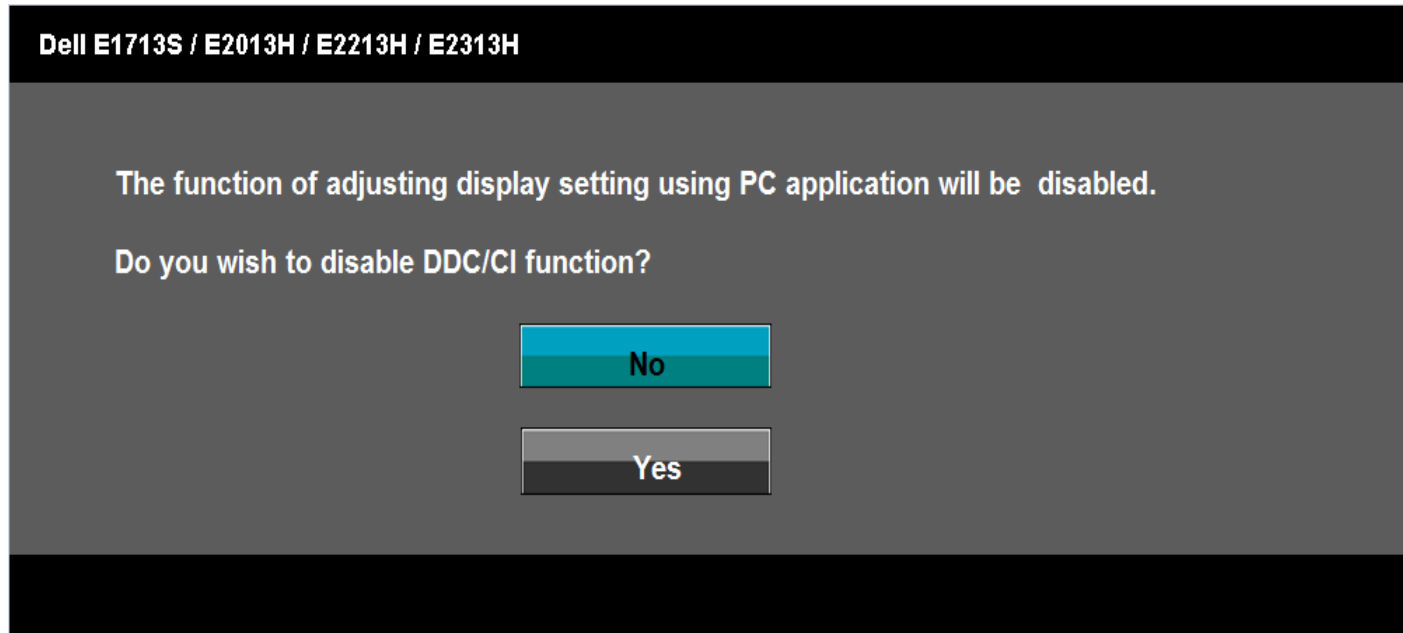 Dell E1713S / E2013H / E2213H / E2313H
The function of adjusting display setting using PC application will be  disabled.
Do you wish to disable DDC/CI function?
No
Yes